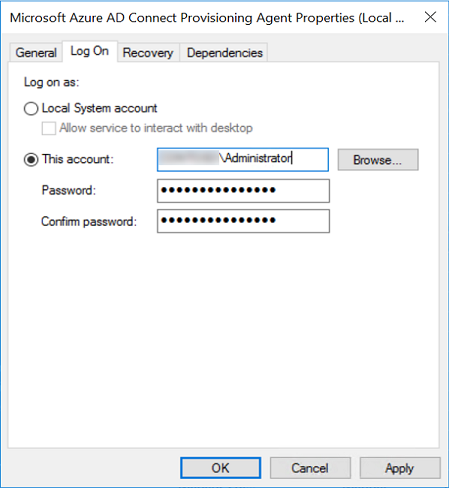 Microsoft Azure AD Connect Provisioning Agent Properties (Local ...
General Log On Recovery Dependencies
Log on as:
Local System account
Allow service to interact with desktop
This account: \Administrator Browse...
Password: ●●●●●●●●●●●●●●●
Confirm password: ●●●●●●●●●●●●●●●
OK Cancel Apply